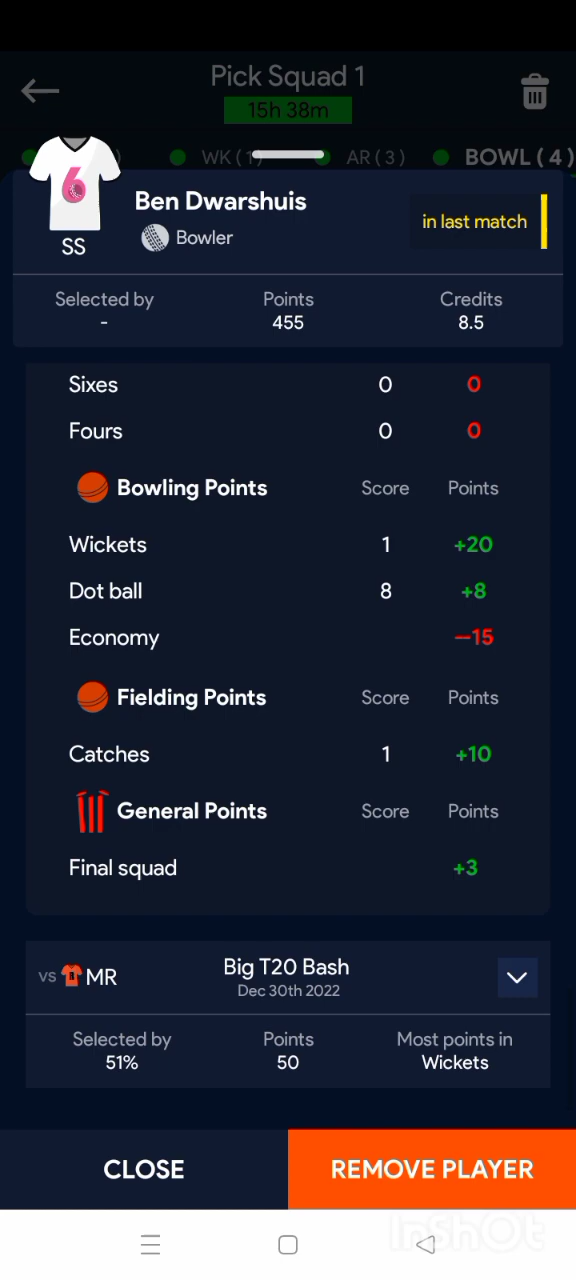 Pick Squad 1
15h 38m
WK ( 1 AR ( 3 ) BOWL ( 4 )
6
Ben Dwarshuis
in last match
Bowler
SS
Selected by Points Credits
- 455 8.5
Sixes 0 0
Fours 0 0
Bowling Points Score Points
Wickets 1 +20
Dot ball 8 +8
Economy –15
Fielding Points Score Points
Catches 1 +10
General Points Score Points
Final squad +3
vs MR Big T20 Bash
Dec 30th 2022
Selected by Points Most points in
51% 50 Wickets
CLOSE REMOVE PLAYER
InShOt